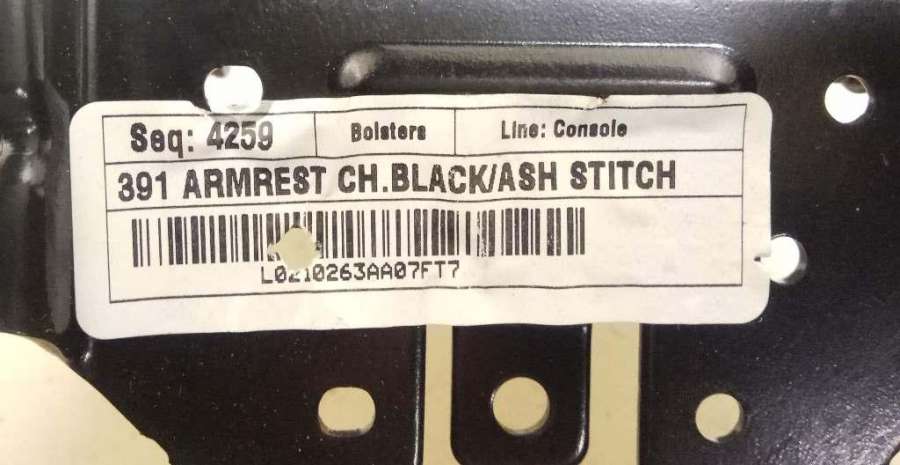 Seq: 4259 Bolsters Line: Console
391 ARMREST CH.BLACK/ASH STITCH
L0210263AA07FT7